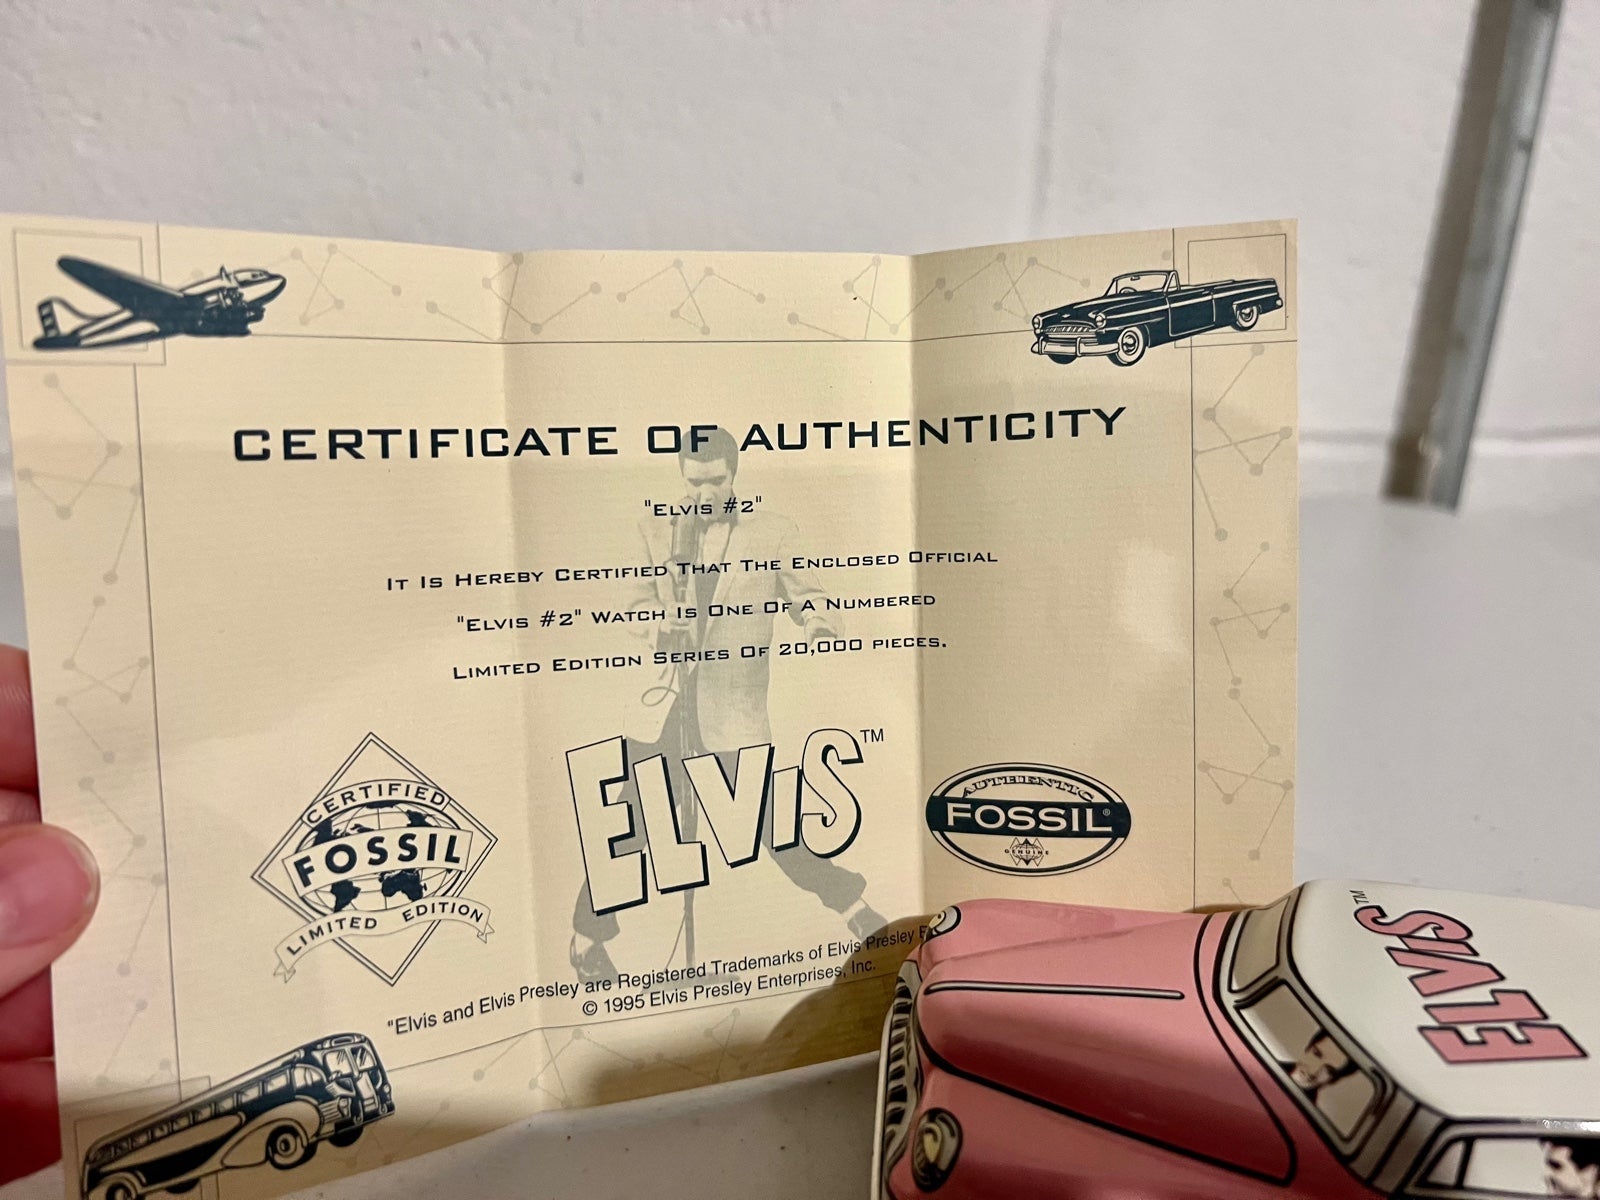 CERTIFICATE OF AUTHENTICITY
"ELVIS #2"
IT IS HEREBY CERTIFIED THAT THE ENCLOSED OFFICIAL
"ELVIS #2" WATCH IS ONE OF A NUMBERED
LIMITED EDITION SERIES OF 20,000 PIECES.
CERTIFIED
FOSSIL
LIMITED EDITION
ELVIS™
AUTHENTIC
FOSSIL®
GENUINE
"Elvis and Elvis Presley are Registered Trademarks of Elvis Presley
© 1995 Elvis Presley Enterprises, Inc.
ELVIS™